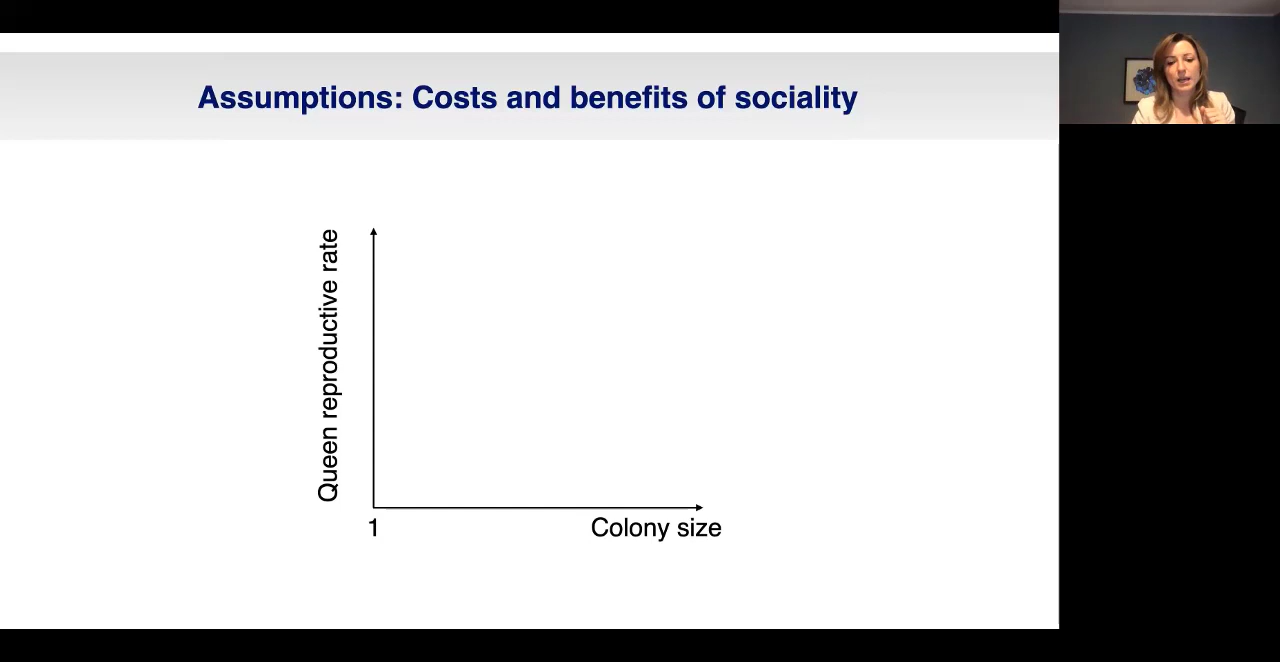 Assumptions: Costs and benefits of sociality
Queen reproductive rate
1
Colony size